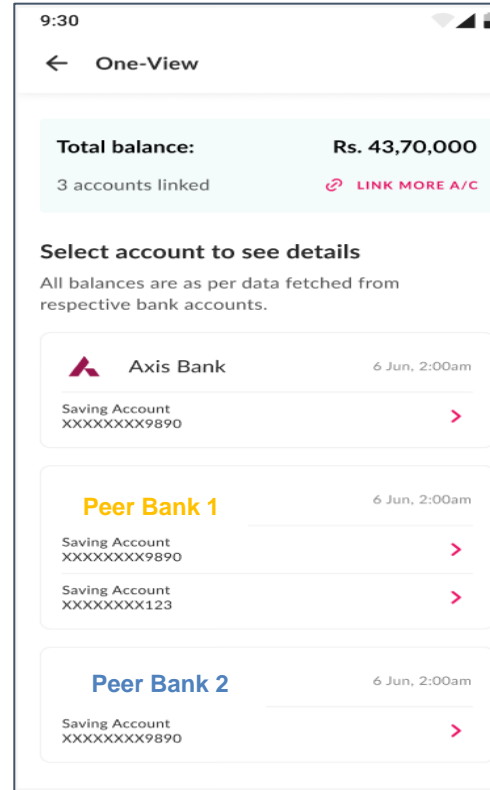 9:30
One-View
Total balance: Rs. 43,70,000
3 accounts linked LINK MORE A/C
Select account to see details
All balances are as per data fetched from
respective bank accounts.
Axis Bank 6 Jun, 2:00am
Saving Account
XXXXXXXX9890
Peer Bank 1 6 Jun, 2:00am
Saving Account
XXXXXXXX9890
Saving Account
XXXXXXXX123
Peer Bank 2 6 Jun, 2:00am
Saving Account
XXXXXXXX9890